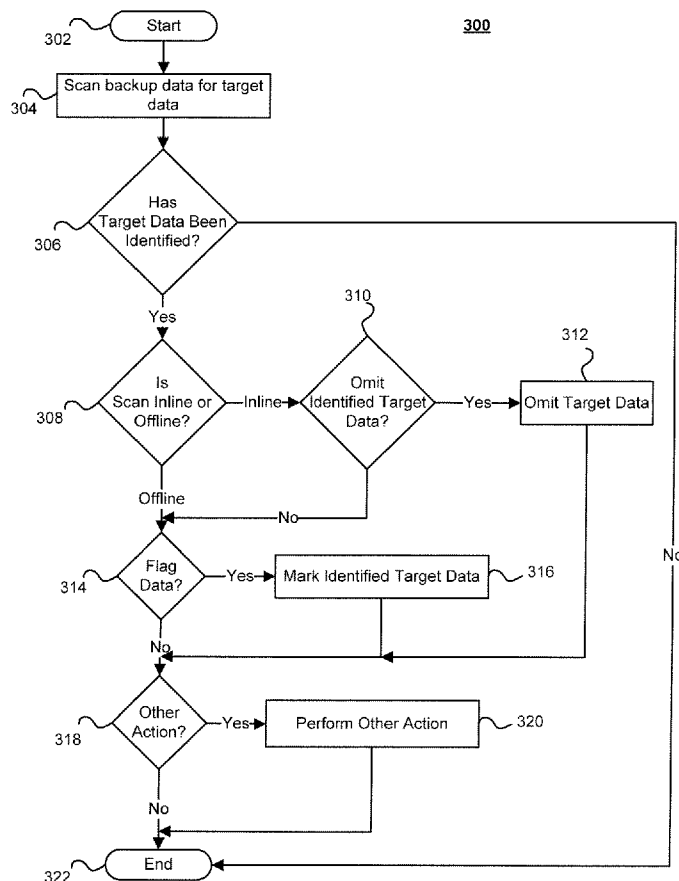 Start
300
302
Scan backup data for target
data
304
Has
Target Data Been
Identified?
306
Yes
310
312
Is
Scan Inline or
Offline?
Inline
Omit
Identified Target
Data?
Yes
Omit Target Data
308
Offline
No
No
Flag
Data?
Yes
Mark Identified Target Data
316
314
No
Other
Action?
Yes
Perform Other Action
320
318
No
End
322